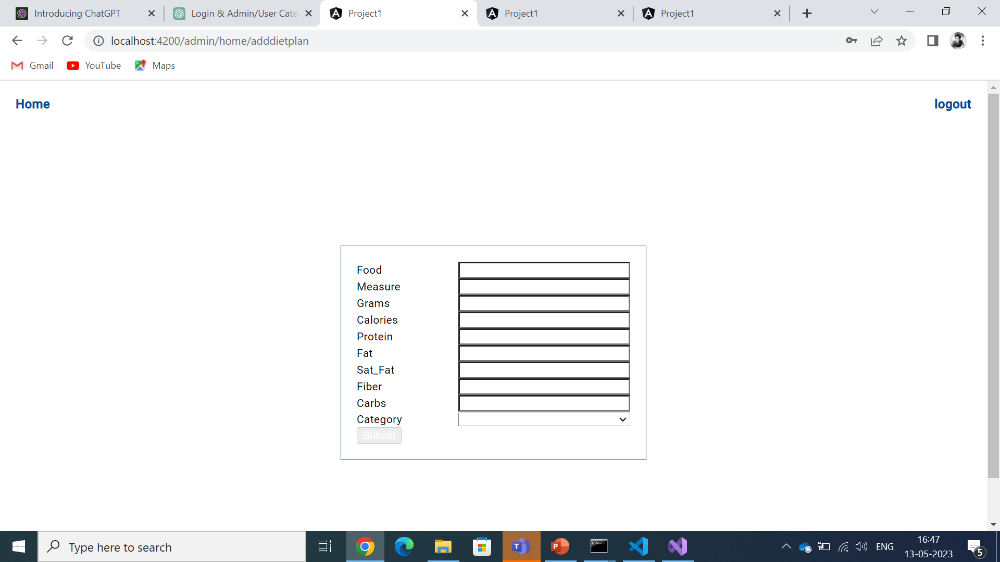 Introducing ChatGPT
Login & Admin/User Cate
Project1
Project1
Project1
localhost:4200/admin/home/adddietplan
Gmail
YouTube
Maps
Home
logout
Food
Measure
Grams
Calories
Protein
Fat
Sat_Fat
Fiber
Carbs
Category
Submit
Type here to search
ENG
16:47
13-05-2023
5